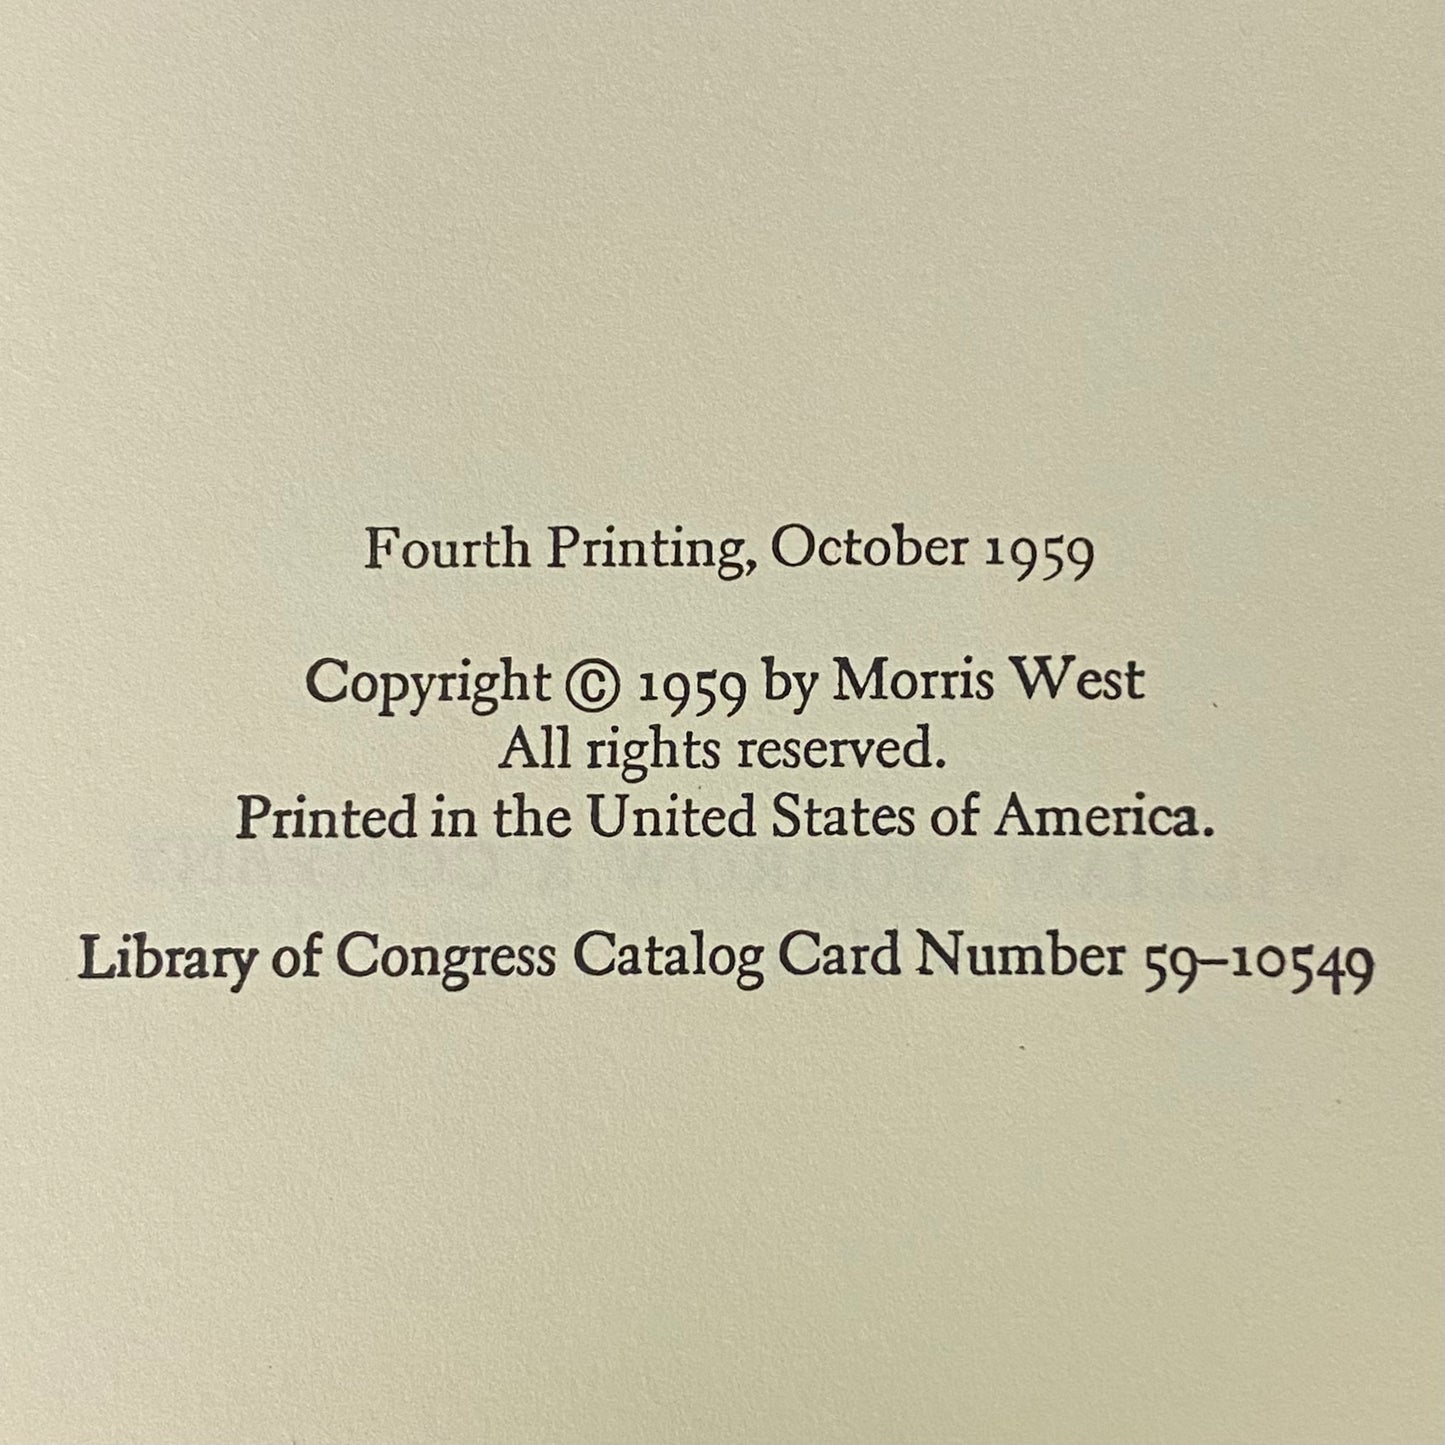 Fourth Printing, October 1959
Copyright © 1959 by Morris West
All rights reserved.
Printed in the United States of America.
Library of Congress Catalog Card Number 59–10549